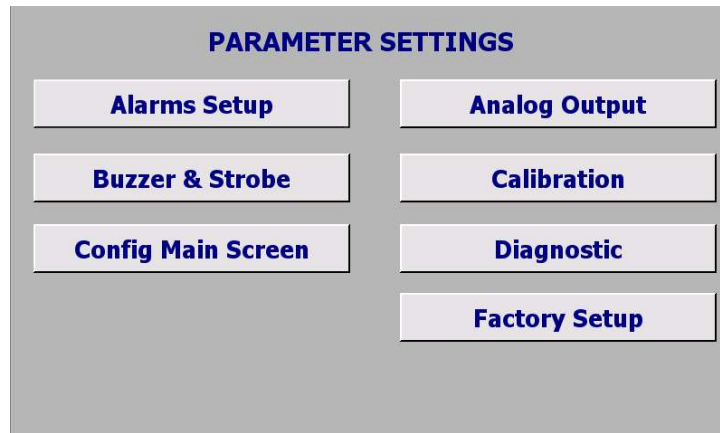 PARAMETER SETTINGS
Alarms Setup
Analog Output
Buzzer & Strobe
Calibration
Config Main Screen
Diagnostic
Factory Setup